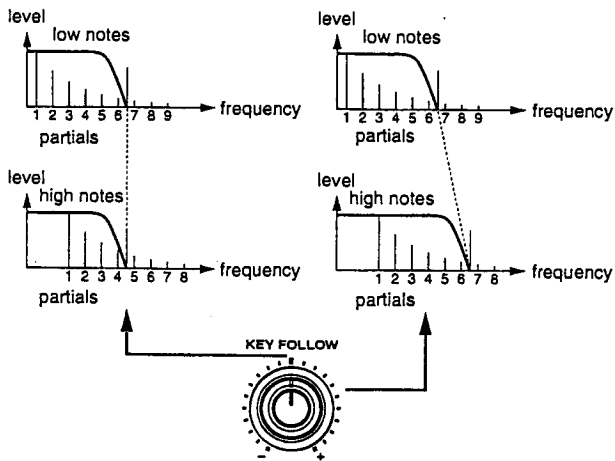 level
low notes
frequency
1 2 3 4 5 6 7 8 9
partials
level
low notes
frequency
1 2 3 4 5 6 7 8 9
partials
level
high notes
frequency
1 2 3 4 5 6 7 8
partials
level
high notes
frequency
1 2 3 4 5 6 7 8
partials
KEY FOLLOW
− +